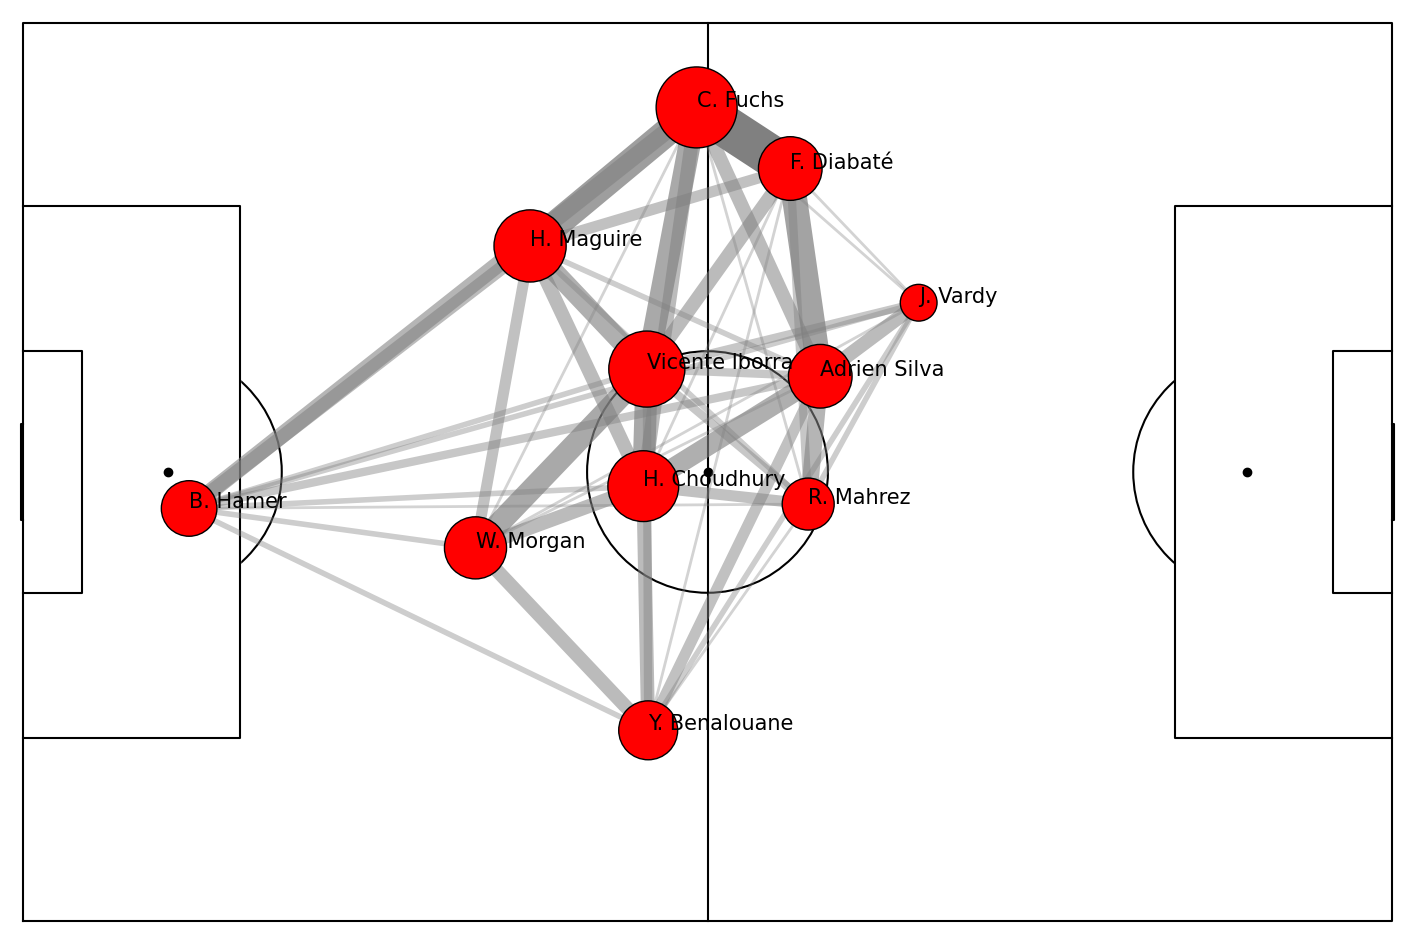 C. Fuchs
F. Diabaté
H. Maguire
J. Vardy
Vicente Iborra
Adrien Silva
H. Choudhury
R. Mahrez
B. Hamer
W. Morgan
Y. Benalouane